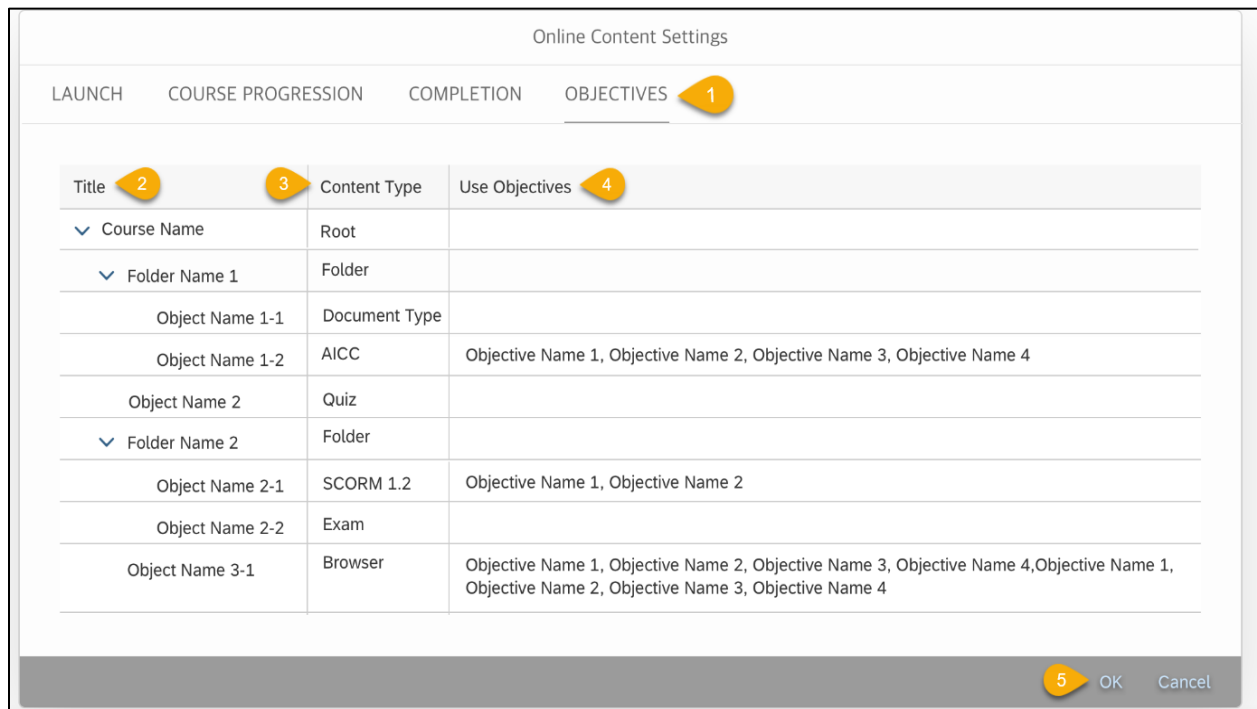 Online Content Settings
LAUNCH COURSE PROGRESSION COMPLETION OBJECTIVES 1
Title 2 3 Content Type Use Objectives 4
Course Name Root
Folder Name 1 Folder
Object Name 1-1 Document Type
Object Name 1-2 AICC Objective Name 1, Objective Name 2, Objective Name 3, Objective Name 4
Object Name 2 Quiz
Folder Name 2 Folder
Object Name 2-1 SCORM 1.2 Objective Name 1, Objective Name 2
Object Name 2-2 Exam
Object Name 3-1 Browser Objective Name 1, Objective Name 2, Objective Name 3, Objective Name 4,Objective Name 1,
Objective Name 2, Objective Name 3, Objective Name 4
5 OK Cancel